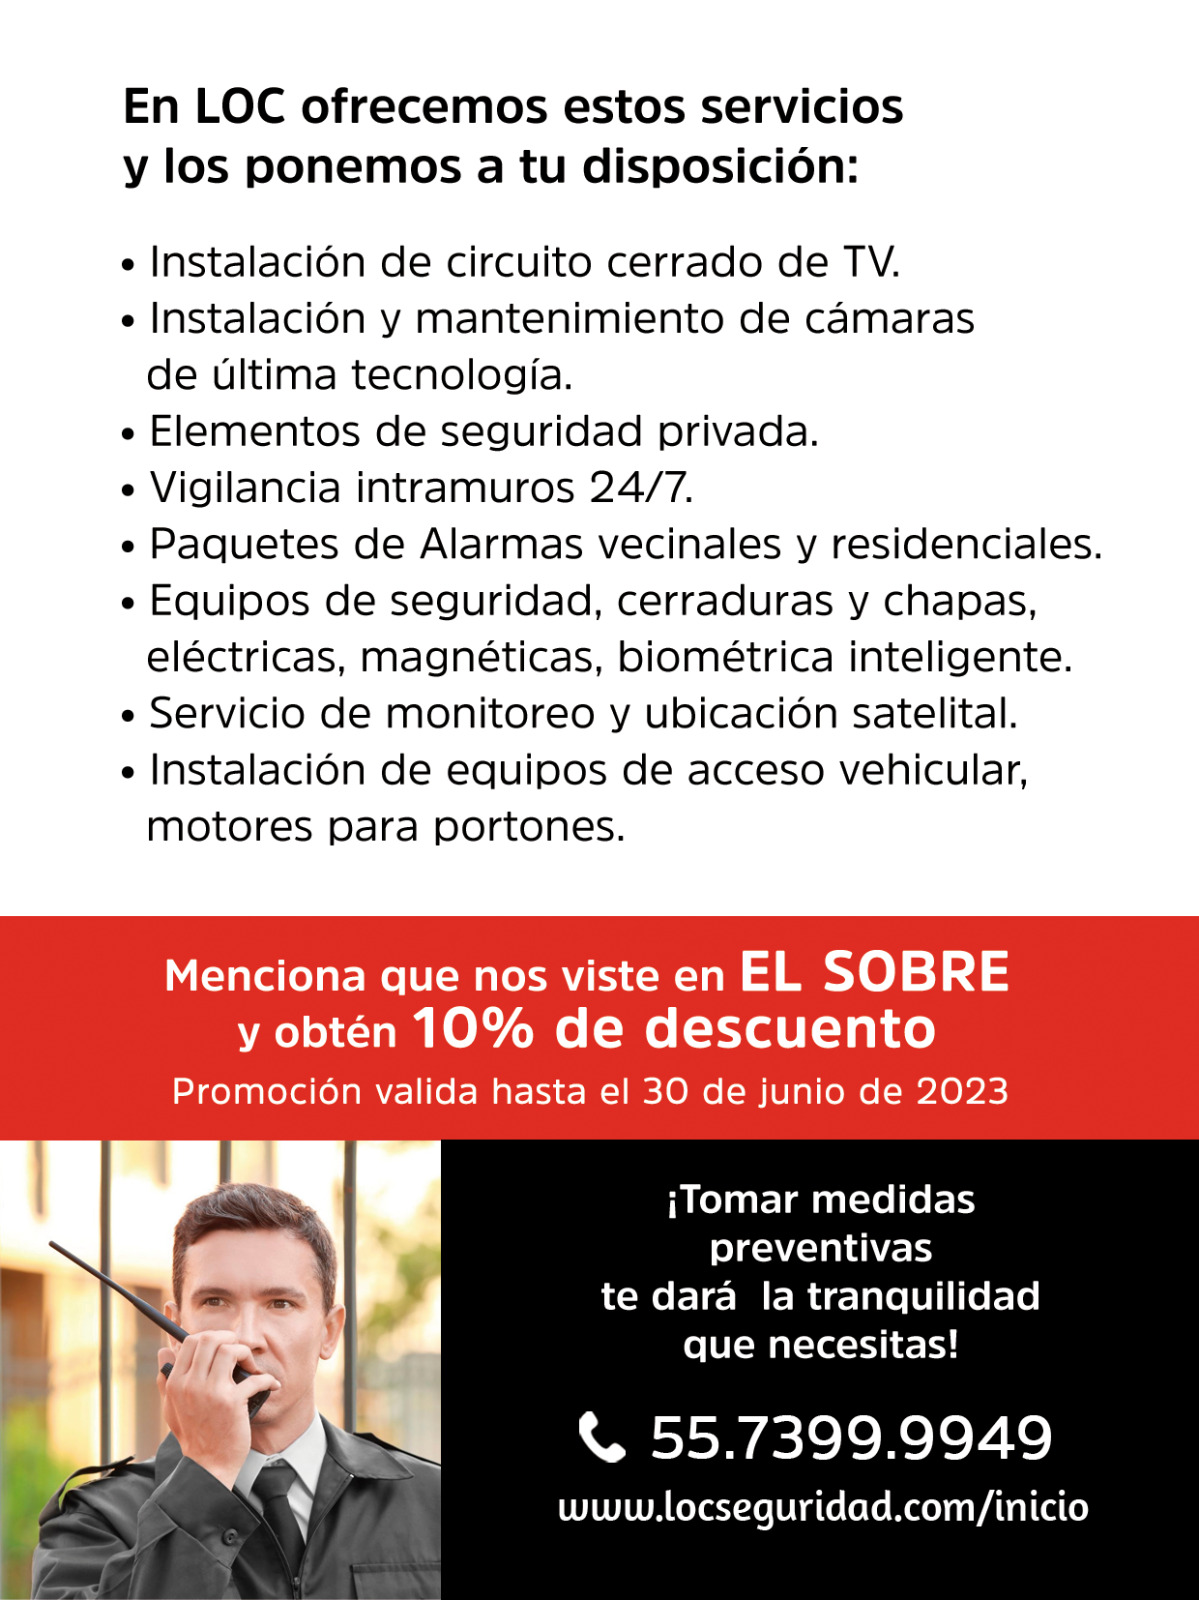 En LOC ofrecemos estos servicios
y los ponemos a tu disposición:
• Instalación de circuito cerrado de TV.
• Instalación y mantenimiento de cámaras
de última tecnología.
• Elementos de seguridad privada.
• Vigilancia intramuros 24/7.
• Paquetes de Alarmas vecinales y residenciales.
• Equipos de seguridad, cerraduras y chapas,
eléctricas, magnéticas, biométrica inteligente.
• Servicio de monitoreo y ubicación satelital.
• Instalación de equipos de acceso vehicular,
motores para portones.
Menciona que nos viste en EL SOBRE
y obtén 10% de descuento
Promoción valida hasta el 30 de junio de 2023
¡Tomar medidas
preventivas
te dará  la tranquilidad
que necesitas!
55.7399.9949
www.locseguridad.com/inicio